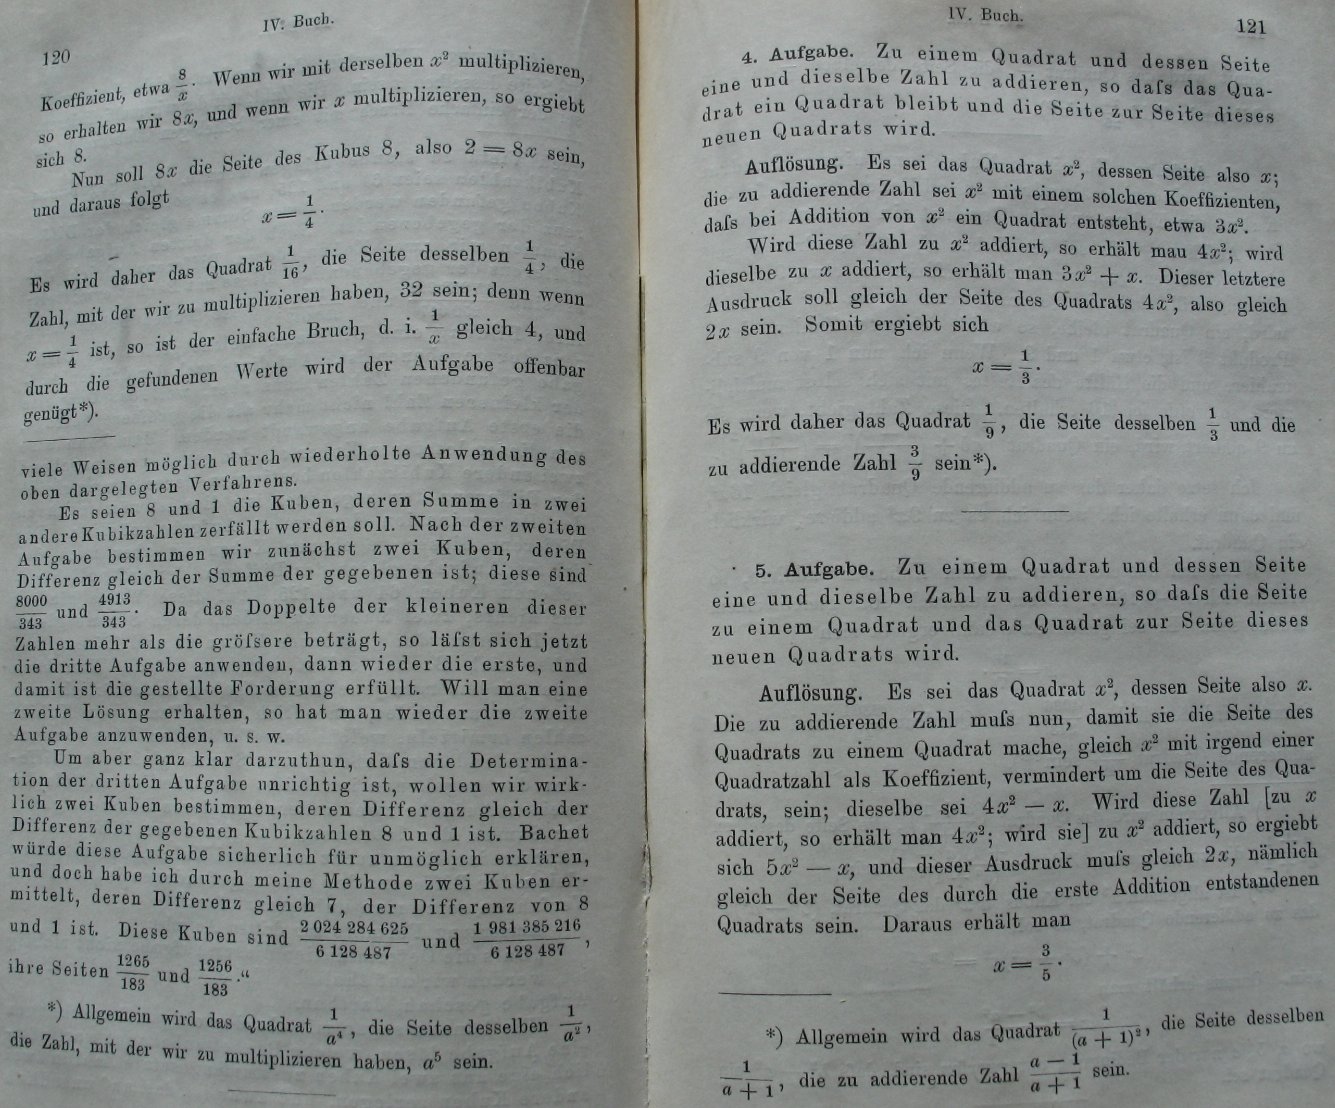 IV. Buch.
120
Koeffizient, etwa 8/x. Wenn wir mit derselben x² multiplizieren,
so erhalten wir 8x, und wenn wir x multiplizieren, so ergiebt
sich 8.
Nun soll 8x die Seite des Kubus 8, also 2 = 8x sein,
und daraus folgt
x = 1/4.
Es wird daher das Quadrat 1/16, die Seite desselben 1/4, die
Zahl, mit der wir zu multiplizieren haben, 32 sein; denn wenn
x = 1/4 ist, so ist der einfache Bruch, d. i. 1/x gleich 4, und
durch die gefundenen Werte wird der Aufgabe offenbar
genügt*).
viele Weisen möglich durch wiederholte Anwendung des
oben dargelegten Verfahrens.
Es seien 8 und 1 die Kuben, deren Summe in zwei
andere Kubikzahlen zerfällt werden soll. Nach der zweiten
Aufgabe bestimmen wir zunächst zwei Kuben, deren
Differenz gleich der Summe der gegebenen ist; diese sind
8000/343 und 4913/343. Da das Doppelte der kleineren dieser
Zahlen mehr als die gröſsere beträgt, so läſst sich jetzt
die dritte Aufgabe anwenden, dann wieder die erste, und
damit ist die gestellte Forderung erfüllt. Will man eine
zweite Lösung erhalten, so hat man wieder die zweite
Aufgabe anzuwenden, u. s. w.
Um aber ganz klar darzuthun, daſs die Determina-
tion der dritten Aufgabe unrichtig ist, wollen wir wirk-
lich zwei Kuben bestimmen, deren Differenz gleich der
Differenz der gegebenen Kubikzahlen 8 und 1 ist. Bachet
würde diese Aufgabe sicherlich für unmöglich erklären,
und doch habe ich durch meine Methode zwei Kuben er-
mittelt, deren Differenz gleich 7, der Differenz von 8
und 1 ist. Diese Kuben sind 2 024 284 625/6 128 487 und 1 981 385 216/6 128 487,
ihre Seiten 1265/183 und 1256/183.“
*) Allgemein wird das Quadrat 1/a⁴, die Seite desselben 1/a²,
die Zahl, mit der wir zu multiplizieren haben, a⁵ sein.
IV. Buch.
121
4. Aufgabe. Zu einem Quadrat und dessen Seite
eine und dieselbe Zahl zu addieren, so daſs das Qua-
drat ein Quadrat bleibt und die Seite zur Seite dieses
neuen Quadrats wird.
Auflösung. Es sei das Quadrat x², dessen Seite also x;
die zu addierende Zahl sei x² mit einem solchen Koeffizienten,
daſs bei Addition von x² ein Quadrat entsteht, etwa 3x².
Wird diese Zahl zu x² addiert, so erhält mau 4x²; wird
dieselbe zu x addiert, so erhält man 3x² + x. Dieser letztere
Ausdruck soll gleich der Seite des Quadrats 4x², also gleich
2x sein. Somit ergiebt sich
x = 1/3.
Es wird daher das Quadrat 1/9, die Seite desselben 1/3 und die
zu addierende Zahl 3/9 sein*).
5. Aufgabe. Zu einem Quadrat und dessen Seite
eine und dieselbe Zahl zu addieren, so daſs die Seite
zu einem Quadrat und das Quadrat zur Seite dieses
neuen Quadrats wird.
Auflösung. Es sei das Quadrat x², dessen Seite also x.
Die zu addierende Zahl muſs nun, damit sie die Seite des
Quadrats zu einem Quadrat mache, gleich x² mit irgend einer
Quadratzahl als Koeffizient, vermindert um die Seite des Qua-
drats, sein; dieselbe sei 4x² — x. Wird diese Zahl [zu x
addiert, so erhält man 4x²; wird sie] zu x² addiert, so ergiebt
sich 5x² — x, und dieser Ausdruck muſs gleich 2x, nämlich
gleich der Seite des durch die erste Addition entstandenen
Quadrats sein. Daraus erhält man
x = 3/5.
*) Allgemein wird das Quadrat 1/(a + 1)², die Seite desselben
1/(a + 1), die zu addierende Zahl (a — 1)/(a + 1) sein.